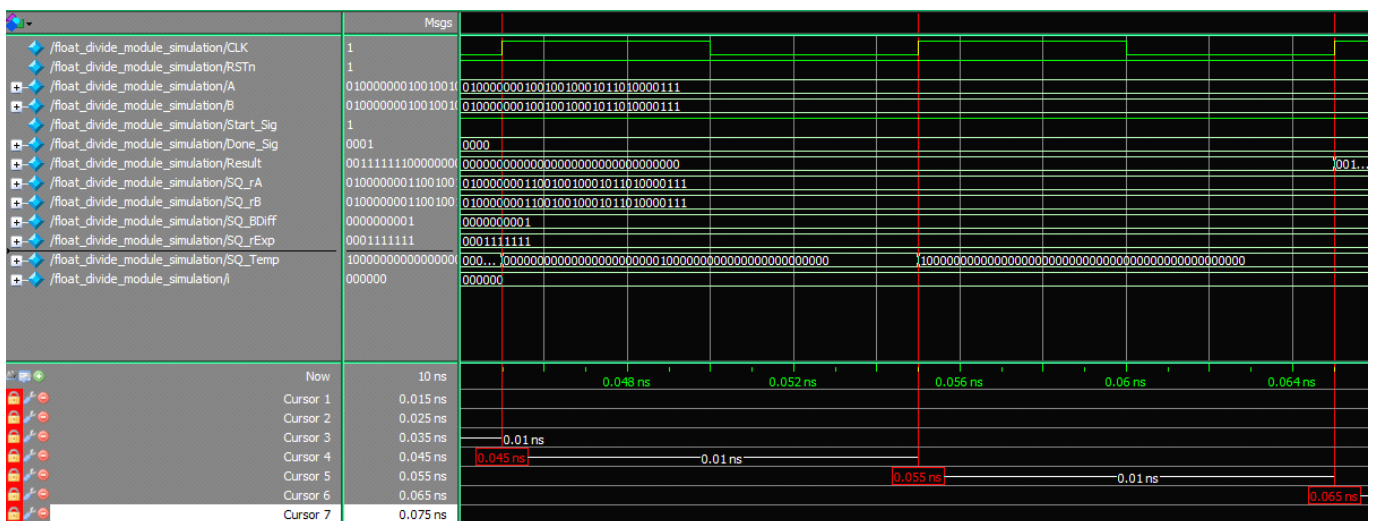 Msgs
/float_divide_module_simulation/CLK 1
/float_divide_module_simulation/RSTn 1
/float_divide_module_simulation/A 0100000001001001 01000000010010010001011010000111
/float_divide_module_simulation/B 0100000001001001 01000000010010010001011010000111
/float_divide_module_simulation/Start_Sig 1
/float_divide_module_simulation/Done_Sig 0001 0000
/float_divide_module_simulation/Result 0011111110000000 00000000000000000000000000000000 001...
/float_divide_module_simulation/SQ_rA 0100000001100100 010000000110010010001011010000111
/float_divide_module_simulation/SQ_rB 0100000001100100 010000000110010010001011010000111
/float_divide_module_simulation/SQ_BDiff 0000000001 0000000001
/float_divide_module_simulation/SQ_rExp 0001111111 0001111111
/float_divide_module_simulation/SQ_Temp 1000000000000000 000... 000000000000000000000000100000000000000000000000 100000000000000000000000000000000000000000000000
/float_divide_module_simulation/i 000000 000000
Now 10 ns 0.048 ns 0.052 ns 0.056 ns 0.06 ns 0.064 ns
Cursor 1 0.015 ns
Cursor 2 0.025 ns
Cursor 3 0.035 ns 0.01 ns
Cursor 4 0.045 ns 0.045 ns 0.01 ns
Cursor 5 0.055 ns 0.055 ns 0.01 ns
Cursor 6 0.065 ns 0.065 ns
Cursor 7 0.075 ns